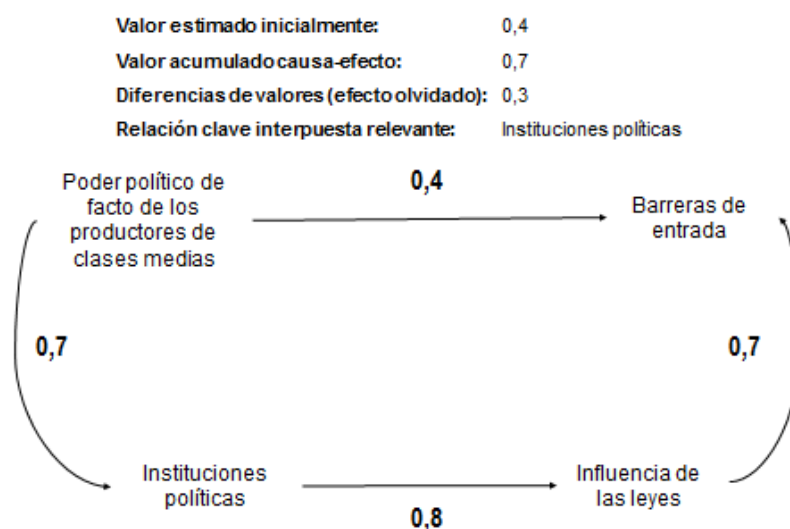 Valor estimado inicialmente: 0,4
Valor acumulado causa-efecto: 0,7
Diferencias de valores (efecto olvidado): 0,3
Relación clave interpuesta relevante: Instituciones políticas
0,4
Poder político de
facto de los
productores de
clases medias
Barreras de
entrada
0,7
0,7
Instituciones
políticas
Influencia de
las leyes
0,8